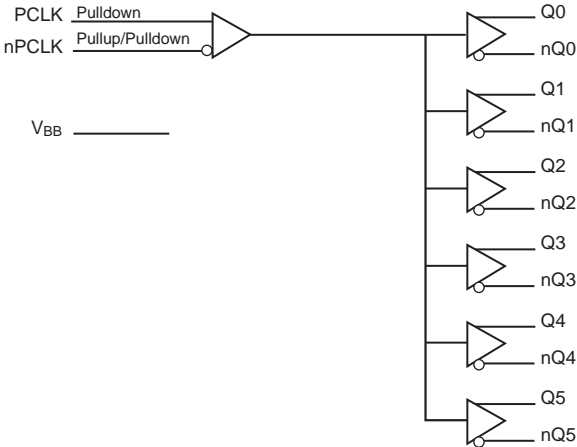 PCLK Pulldown
nPCLK Pullup/Pulldown
VBB
Q0
nQ0
Q1
nQ1
Q2
nQ2
Q3
nQ3
Q4
nQ4
Q5
nQ5